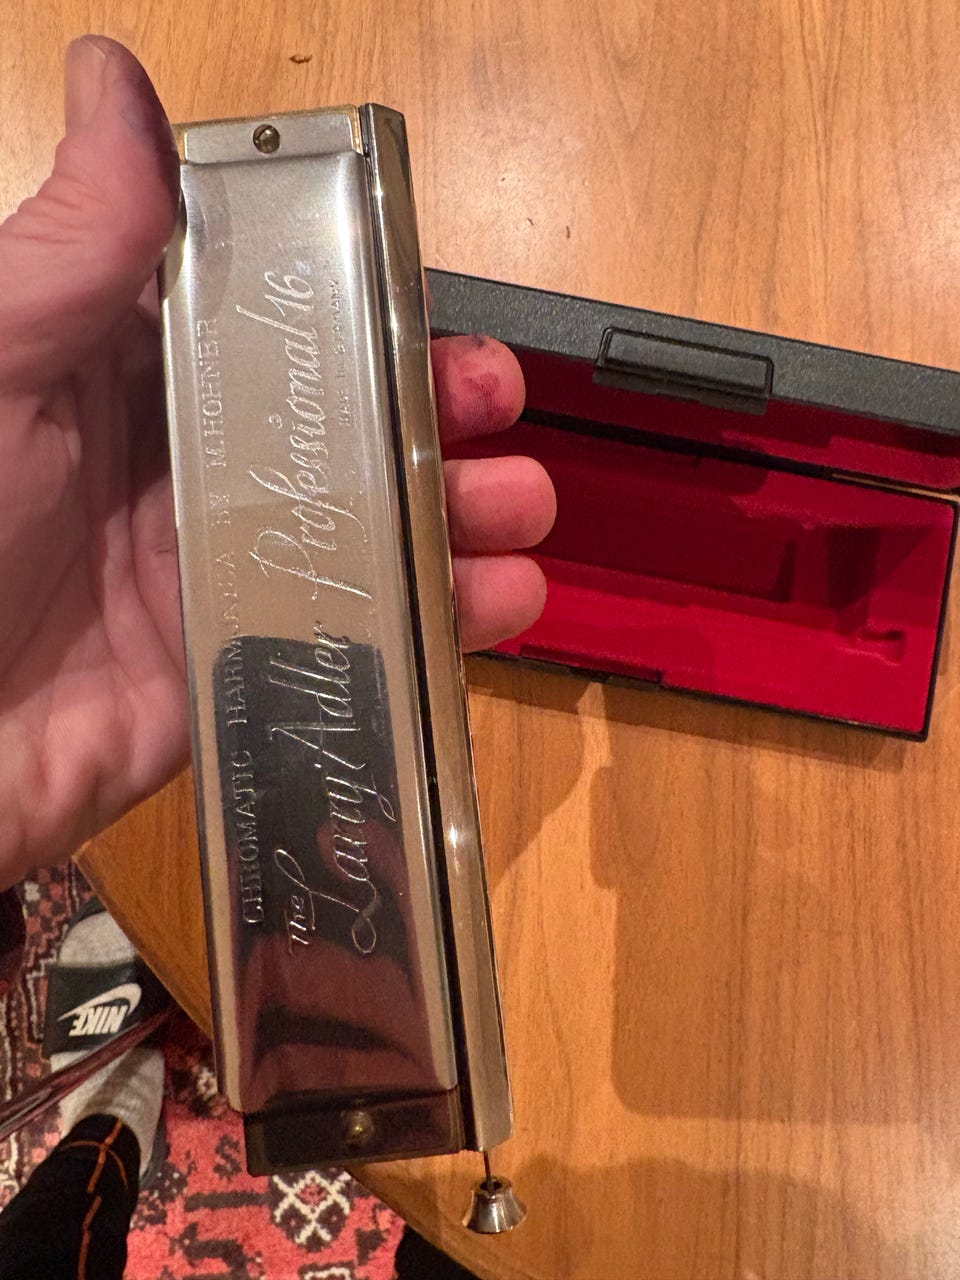 CHROMATIC HARMONICA BY M.HOHNER
The Larry Adler Professional 16
MADE IN GERMANY
NIKE